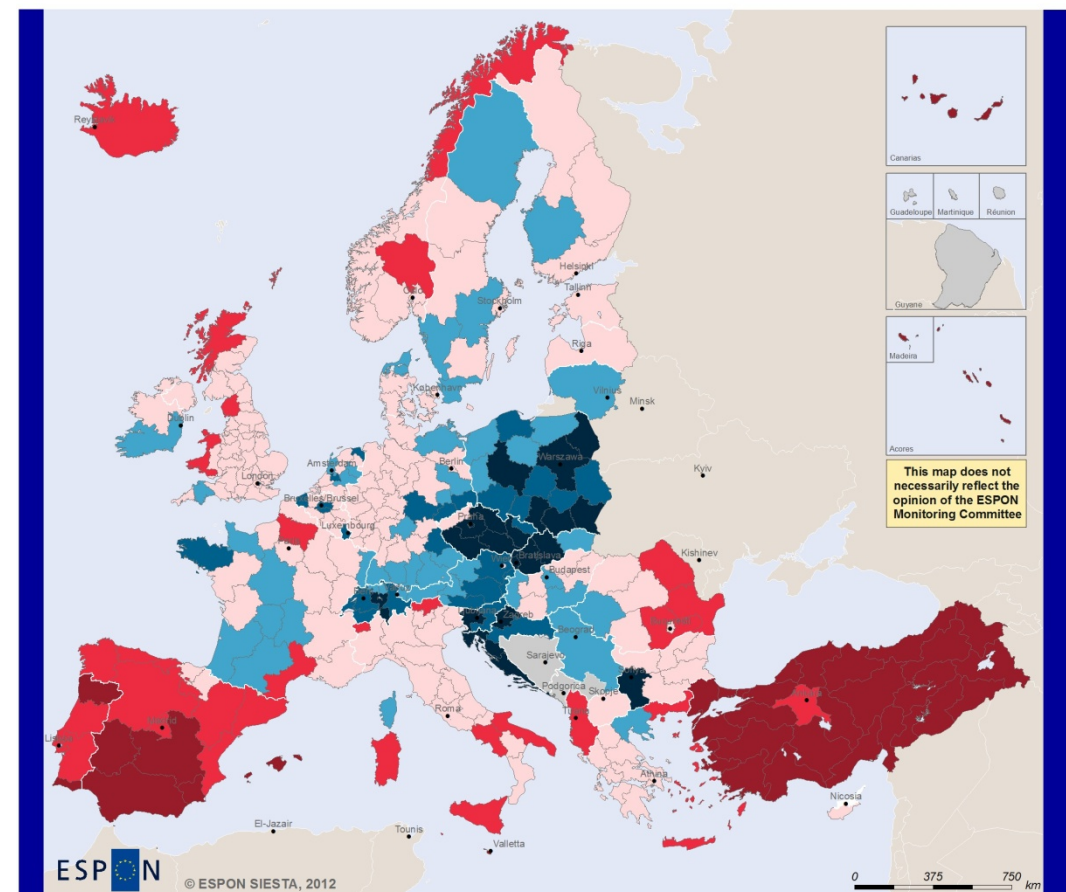 Reykjavik
Canarias
Guadeloupe
Martinique
Réunion
Guyane
Helsinki
Tallinn
Stockholm
Riga
Madeira
København
Vilnius
Minsk
Dublin
Acores
Amsterdam
Berlin
Warszawa
London
Kyiv
This map does not
necessarily reflect the
opinion of the ESPON
Monitoring Committee
Bruxelles/Brussel
Praha
Luxembourg
Bratislava
Kishinev
Budapest
Beograd
Sarajevo
Podgorica
Skopje
Roma
Madrid
Athina
Nicosia
El-Jazair
Tounis
Valletta
ESPON
© ESPON SIESTA, 2012
0 375 750
km